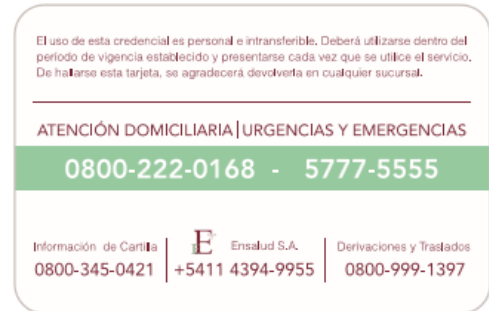 El uso de esta credencial es personal e intransferible. Deberá utilizarse dentro del
período de vigencia establecido y presentarse cada vez que se utilice el servicio.
De hallarse esta tarjeta, se agradecerá devolverla en cualquier sucursal.
ATENCIÓN DOMICILIARIA | URGENCIAS Y EMERGENCIAS
0800-222-0168 - 5777-5555
Información de Cartilla
0800-345-0421
E Ensalud S.A.
+5411 4394-9955
Derivaciones y Traslados
0800-999-1397